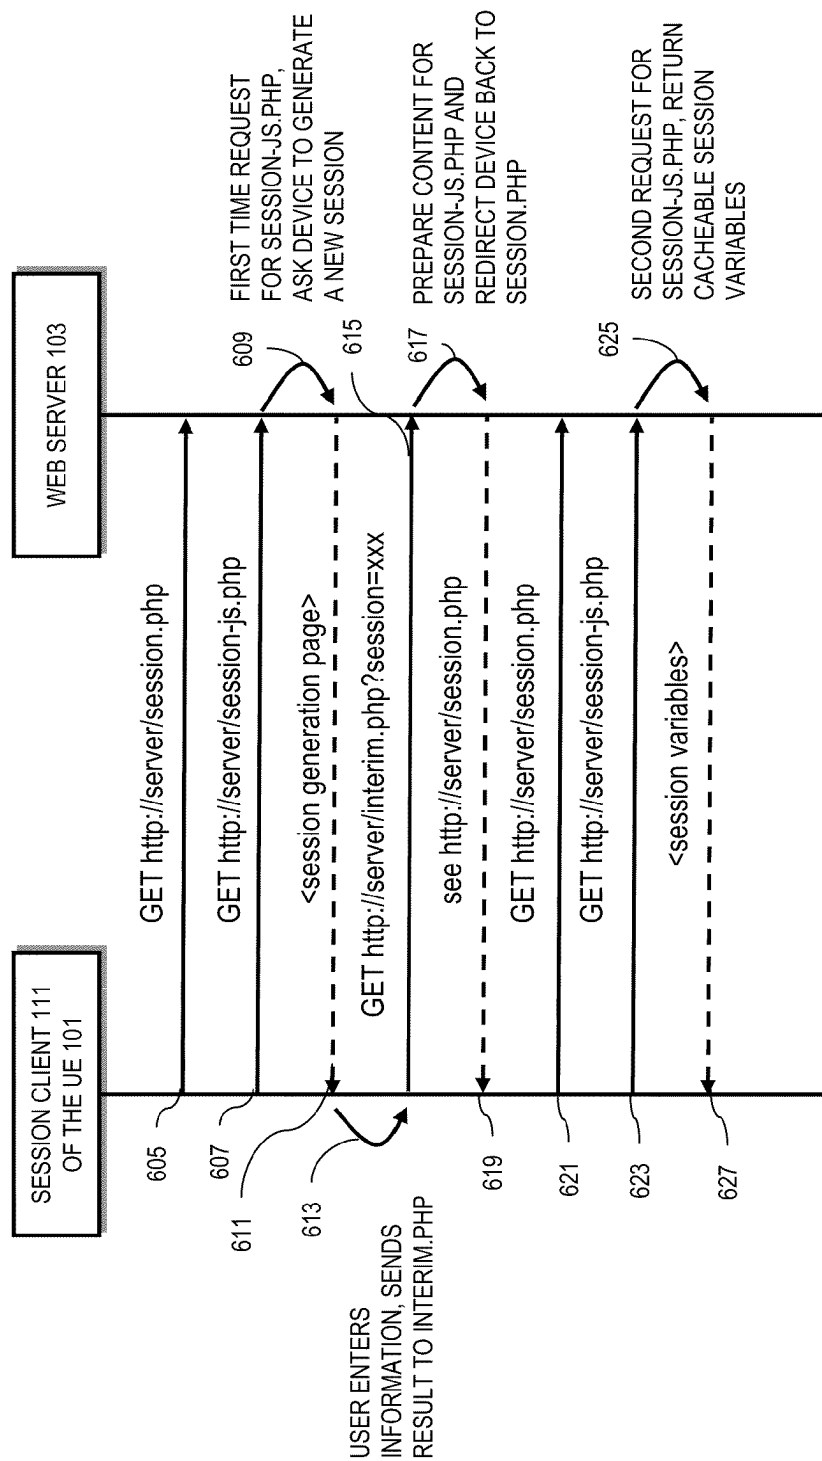 SESSION CLIENT 111
OF THE UE 101
WEB SERVER 103
605
GET http://server/session.php
607
GET http://server/session-js.php
609
FIRST TIME REQUEST
FOR SESSION-JS.PHP,
ASK DEVICE TO GENERATE
A NEW SESSION
611
<session generation page>
613
USER ENTERS
INFORMATION, SENDS
RESULT TO INTERIM.PHP
615
GET http://server/interim.php?session=xxx
617
PREPARE CONTENT FOR
SESSION-JS.PHP AND
REDIRECT DEVICE BACK TO
SESSION.PHP
619
see http://server/session.php
621
GET http://server/session.php
623
GET http://server/session-js.php
625
SECOND REQUEST FOR
SESSION-JS.PHP, RETURN
CACHEABLE SESSION
VARIABLES
627
<session variables>